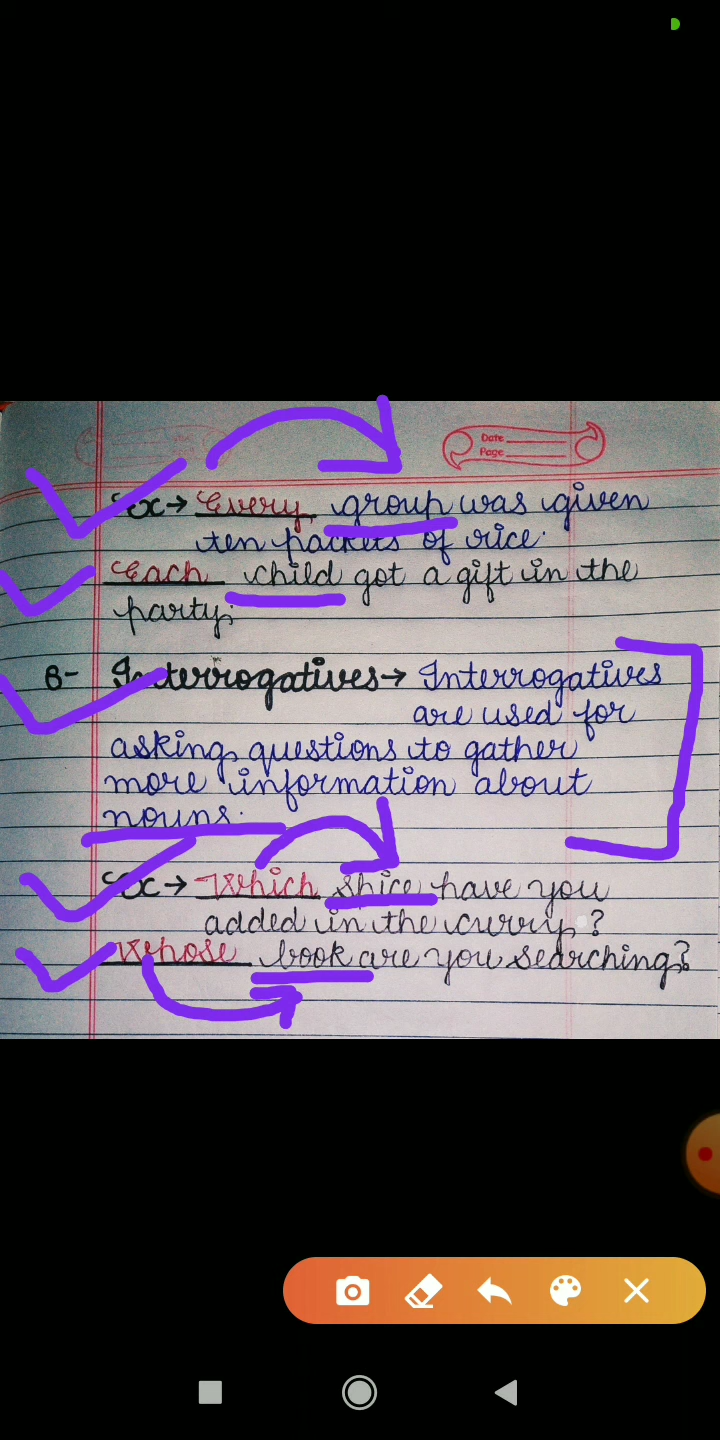 Date
Page
Ex→ Every group was given
ten packets of rice.
Each child got a gift in the
party.
6- Interrogatives→ Interrogatives
are used for
asking questions to gather
more information about
nouns.
Ex→ Which spice have you
added in the curry?
Whose book are you searching?